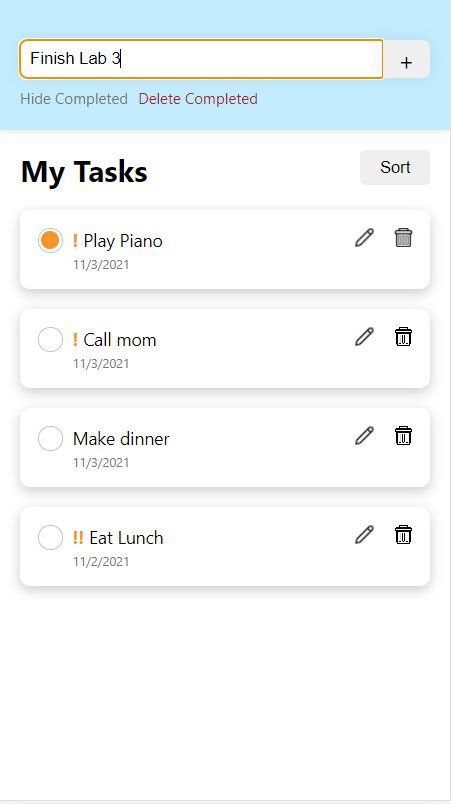 Finish Lab 3 +
Hide Completed Delete Completed
My Tasks Sort
! Play Piano
11/3/2021
! Call mom
11/3/2021
Make dinner
11/3/2021
!! Eat Lunch
11/2/2021